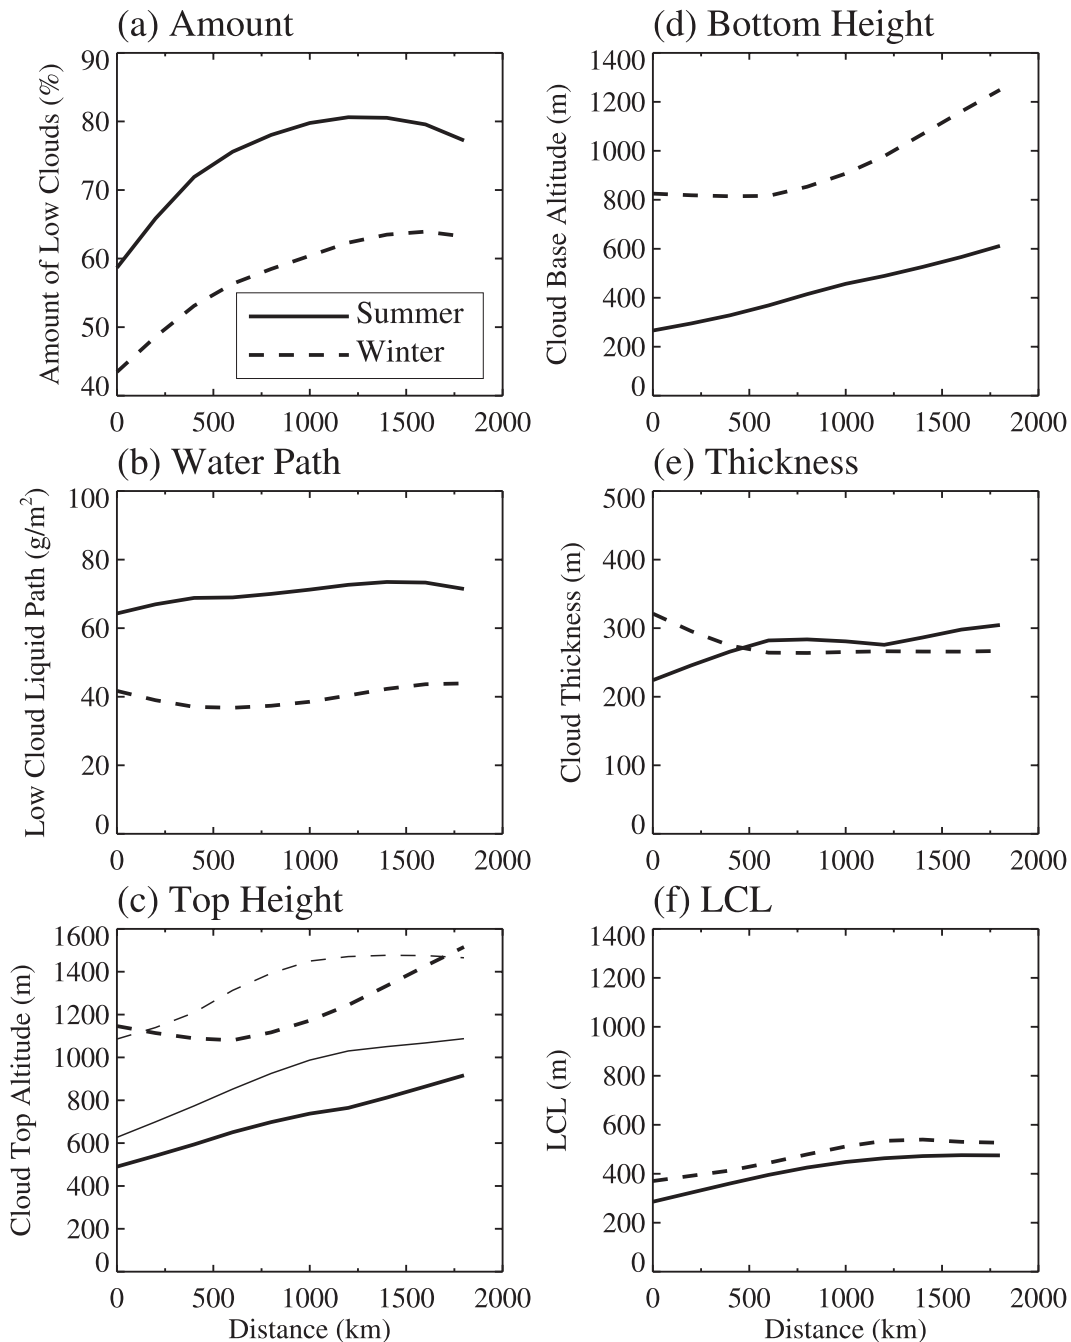 (a) Amount
Amount of Low Clouds (%)
90
80
70
60
50
40
Summer
Winter
0 500 1000 1500 2000
(d) Bottom Height
Cloud Base Altitude (m)
1400
1200
1000
800
600
400
200
0
0 500 1000 1500 2000
(b) Water Path
Low Cloud Liquid Path (g/m²)
100
80
60
40
20
0
0 500 1000 1500 2000
(e) Thickness
Cloud Thickness (m)
500
400
300
200
100
0
0 500 1000 1500 2000
(c) Top Height
Cloud Top Altitude (m)
1600
1400
1200
1000
800
600
400
200
0
0 500 1000 1500 2000
Distance (km)
(f) LCL
LCL (m)
1400
1200
1000
800
600
400
200
0
0 500 1000 1500 2000
Distance (km)